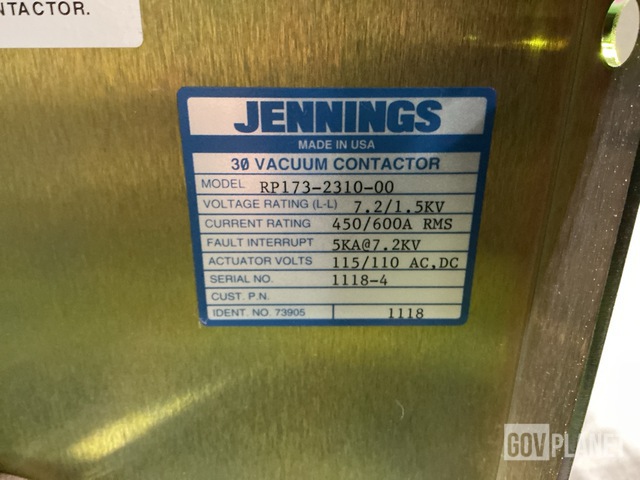 NTACTOR.
JENNINGS
MADE IN USA
3Ø VACUUM CONTACTOR
MODEL RP173-2310-00
VOLTAGE RATING (L-L) 7.2/1.5KV
CURRENT RATING 450/600A RMS
FAULT INTERRUPT 5KA@7.2KV
ACTUATOR VOLTS 115/110 AC,DC
SERIAL NO. 1118-4
CUST. P.N.
IDENT. NO. 73905 1118
GOVPLANET